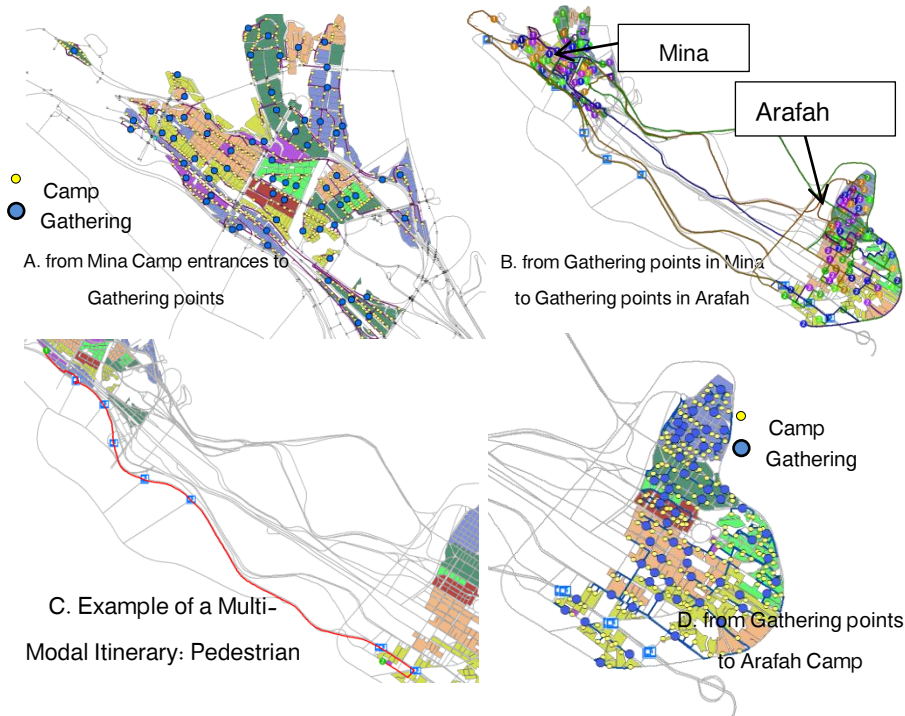 Camp
Gathering
A. from Mina Camp entrances to
Gathering points
Mina
Arafah
B. from Gathering points in Mina
to Gathering points in Arafah
C. Example of a Multi-
Modal Itinerary: Pedestrian
Camp
Gathering
D. from Gathering points
to Arafah Camp